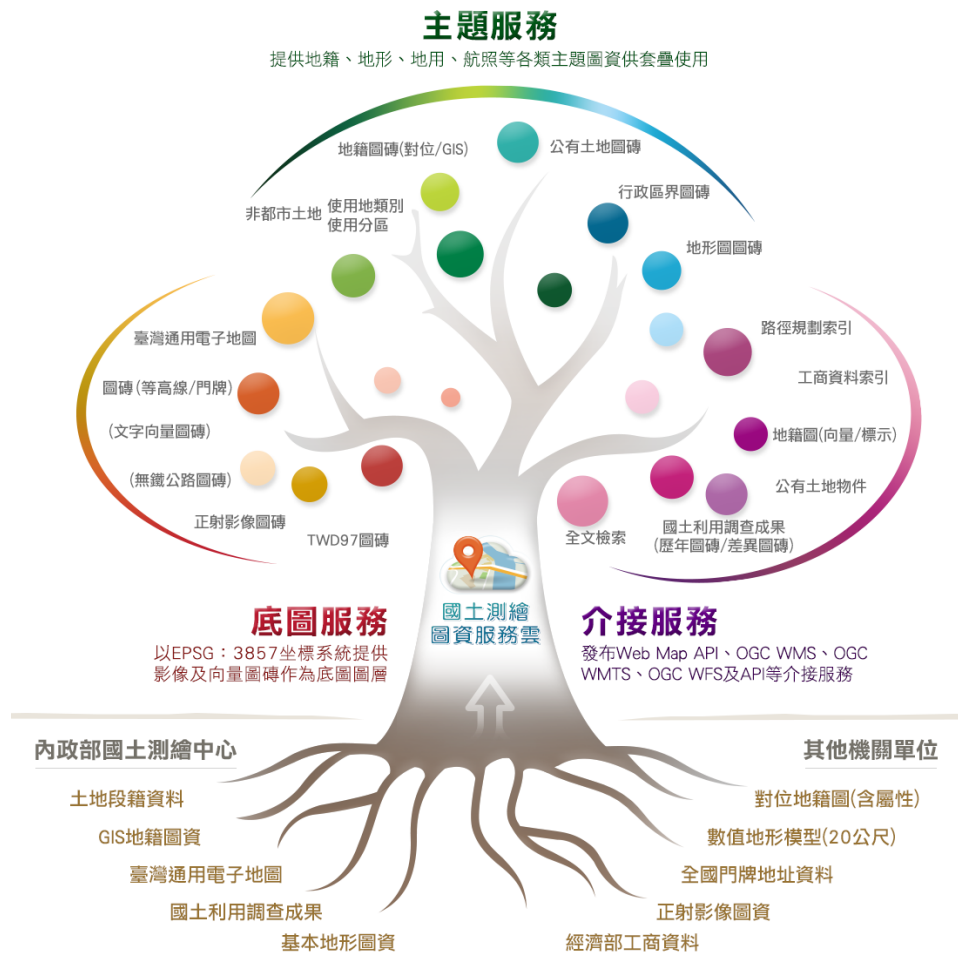 主題服務
提供地籍、地形、地用、航照等各類主題圖資供套疊使用
地籍圖磚(對位/GIS)
公有土地圖磚
非都市土地
使用地類別
使用分區
行政區界圖磚
地形圖圖磚
臺灣通用電子地圖
圖磚(等高線/門牌)
(文字向量圖磚)
(無鐵公路圖磚)
正射影像圖磚
TWD97圖磚
路徑規劃索引
工商資料索引
地籍圖(向量/標示)
公有土地物件
國土利用調查成果
(歷年圖磚/差異圖磚)
全文檢索
國土測繪
圖資服務雲
底圖服務
以EPSG：3857坐標系統提供
影像及向量圖磚作為底圖圖層
介接服務
發布Web Map API、OGC WMS、OGC
WMTS、OGC WFS及API等介接服務
內政部國土測繪中心
土地段籍資料
GIS地籍圖資
臺灣通用電子地圖
國土利用調查成果
基本地形圖資
其他機關單位
對位地籍圖(含屬性)
數值地形模型(20公尺)
全國門牌地址資料
正射影像圖資
經濟部工商資料